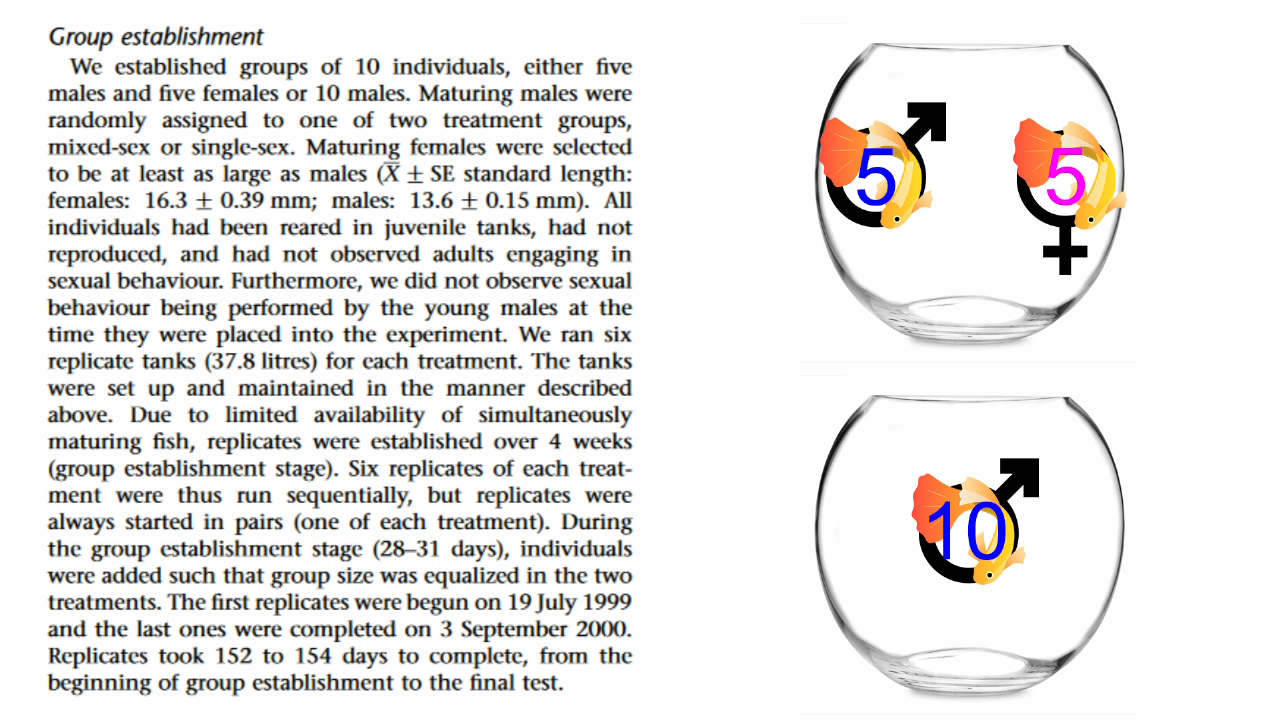 Group establishment
We established groups of 10 individuals, either five
males and five females or 10 males. Maturing males were
randomly assigned to one of two treatment groups,
mixed-sex or single-sex. Maturing females were selected
to be at least as large as males (X̅ ± SE standard length:
females: 16.3 ± 0.39 mm; males: 13.6 ± 0.15 mm). All
individuals had been reared in juvenile tanks, had not
reproduced, and had not observed adults engaging in
sexual behaviour. Furthermore, we did not observe sexual
behaviour being performed by the young males at the
time they were placed into the experiment. We ran six
replicate tanks (37.8 litres) for each treatment. The tanks
were set up and maintained in the manner described
above. Due to limited availability of simultaneously
maturing fish, replicates were established over 4 weeks
(group establishment stage). Six replicates of each treat-
ment were thus run sequentially, but replicates were
always started in pairs (one of each treatment). During
the group establishment stage (28–31 days), individuals
were added such that group size was equalized in the two
treatments. The first replicates were begun on 19 July 1999
and the last ones were completed on 3 September 2000.
Replicates took 152 to 154 days to complete, from the
beginning of group establishment to the final test.
5
5
10